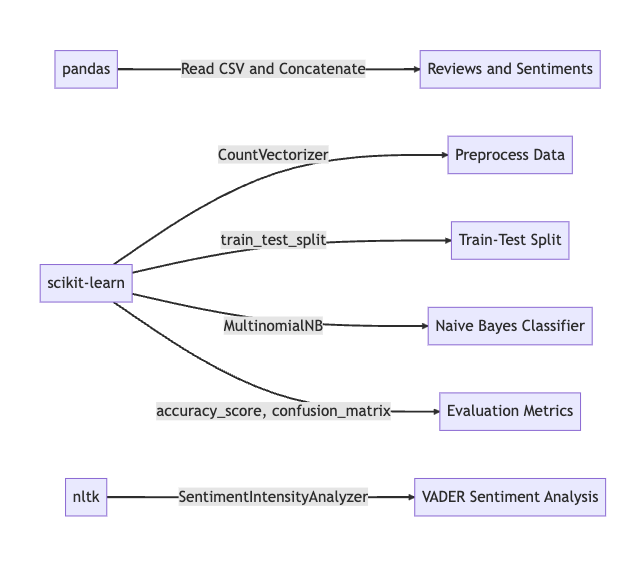 pandas
Read CSV and Concatenate
Reviews and Sentiments
CountVectorizer
Preprocess Data
train_test_split
Train-Test Split
scikit-learn
MultinomialNB
Naive Bayes Classifier
accuracy_score, confusion_matrix
Evaluation Metrics
nltk
SentimentIntensityAnalyzer
VADER Sentiment Analysis